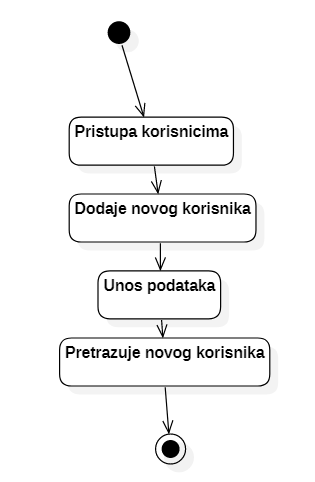 Pristupa korisnicima
Dodaje novog korisnika
Unos podataka
Pretrazuje novog korisnika